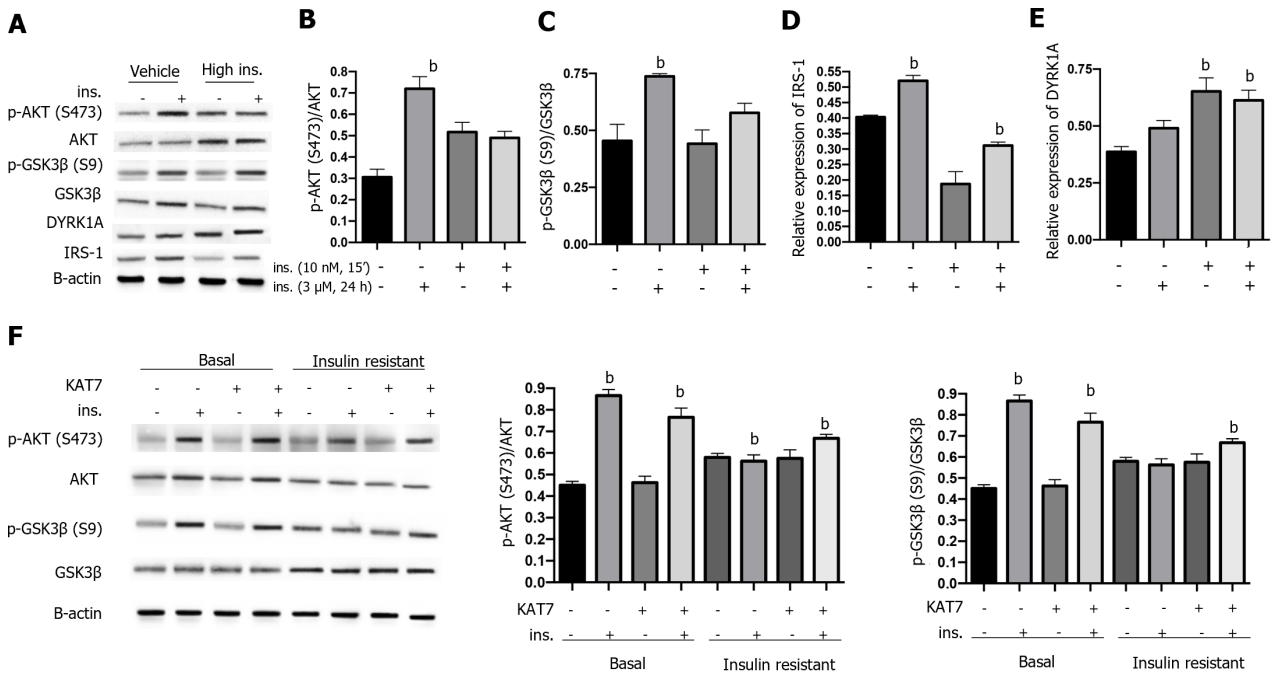 A
Vehicle High ins.
ins. - + - +
p-AKT (S473)
AKT
p-GSK3β (S9)
GSK3β
DYRK1A
IRS-1
B-actin
B
p-AKT (S473)/AKT
0.8
0.7
0.6
0.5
0.4
0.3
0.2
0.1
0.0
b
ins. (10 nM, 15′) - - + +
ins. (3 µM, 24 h) - + - +
C
p-GSK3β (S9)/GSK3β
0.75
0.50
0.25
0.00
b
- - + +
- + - +
D
Relative expression of IRS-1
0.55
0.50
0.45
0.40
0.35
0.30
0.25
0.20
0.15
0.10
0.05
0.00
b b
- - + +
- + - +
E
Relative expression of DYRK1A
0.75
0.50
0.25
0.00
b b
- - + +
- + - +
F
Basal Insulin resistant
KAT7 - - + + - - + +
ins. - + - + - + - +
p-AKT (S473)
AKT
p-GSK3β (S9)
GSK3β
B-actin
p-AKT (S473)/AKT
0.9
0.8
0.7
0.6
0.5
0.4
0.3
0.2
0.1
0.0
b b b b
KAT7 - - + + - - + +
ins. - + - + - + - +
Basal Insulin resistant
p-GSK3β (S9)/GSK3β
0.9
0.8
0.7
0.6
0.5
0.4
0.3
0.2
0.1
0.0
b b b
KAT7 - - + + - - + +
ins. - + - + - + - +
Basal Insulin resistant